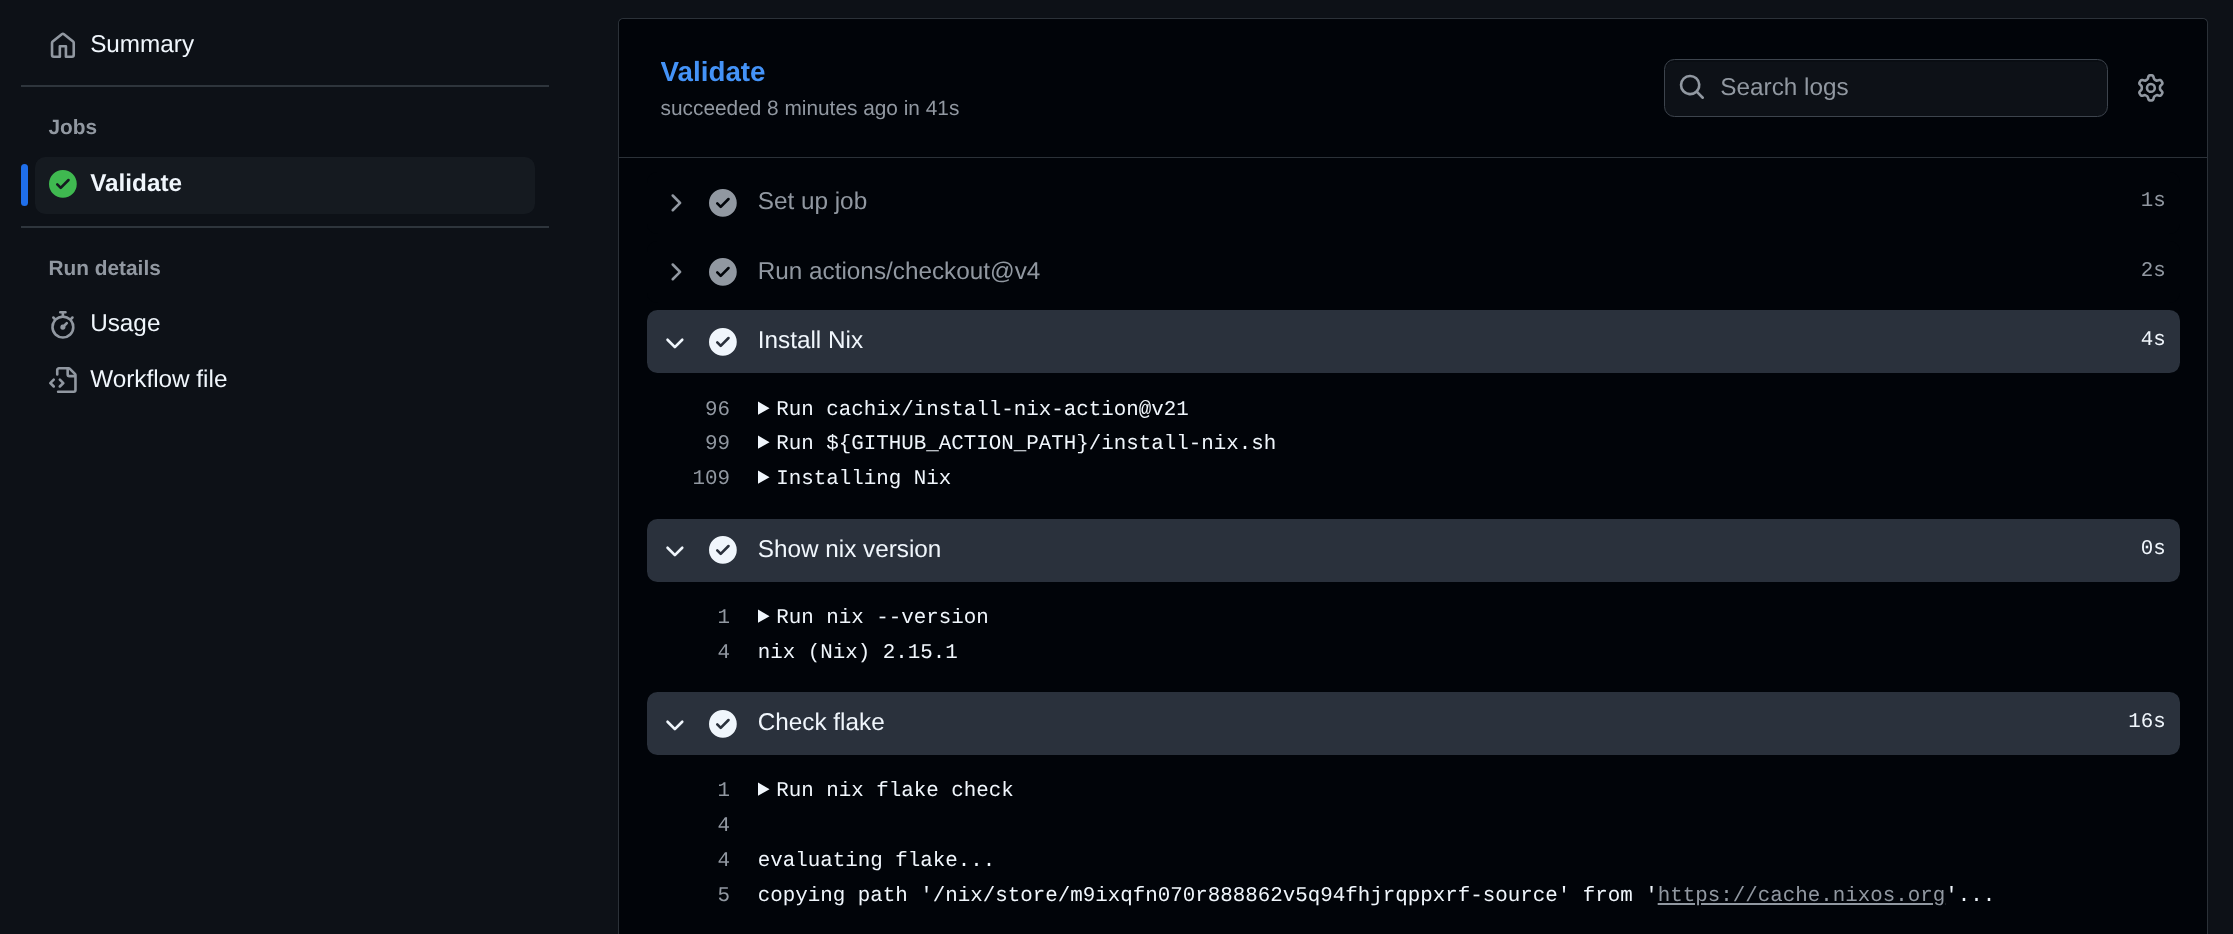 Summary
Jobs
Validate
Run details
Usage
Workflow file
Validate
succeeded 8 minutes ago in 41s
Search logs
Set up job 1s
Run actions/checkout@v4 2s
Install Nix 4s
96 Run cachix/install-nix-action@v21
99 Run ${GITHUB_ACTION_PATH}/install-nix.sh
109 Installing Nix
Show nix version 0s
1 Run nix --version
4 nix (Nix) 2.15.1
Check flake 16s
1 Run nix flake check
4
4 evaluating flake...
5 copying path '/nix/store/m9ixqfn070r888862v5q94fhjrqppxrf-source' from 'https://cache.nixos.org'...